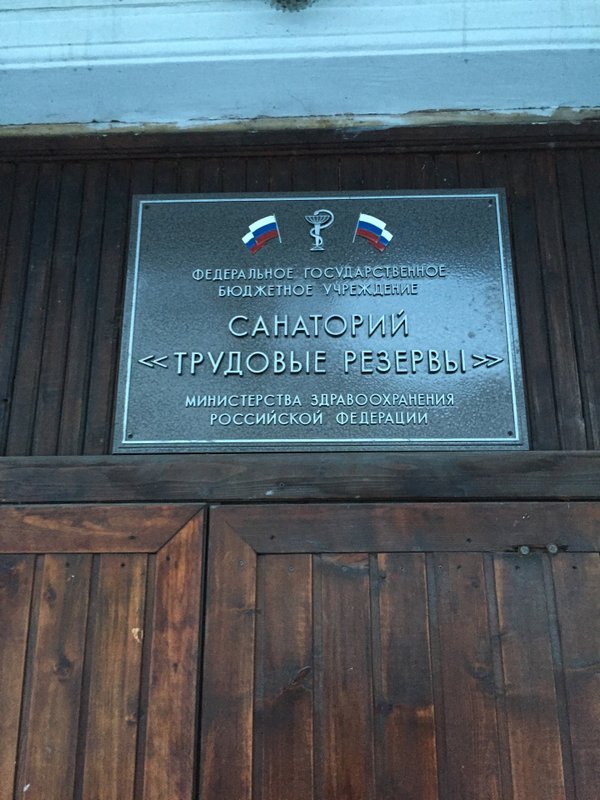 ФЕДЕРАЛЬНОЕ ГОСУДАРСТВЕННОЕ
БЮДЖЕТНОЕ УЧРЕЖДЕНИЕ
САНАТОРИЙ
«ТРУДОВЫЕ РЕЗЕРВЫ»
МИНИСТЕРСТВА ЗДРАВООХРАНЕНИЯ
РОССИЙСКОЙ ФЕДЕРАЦИИ